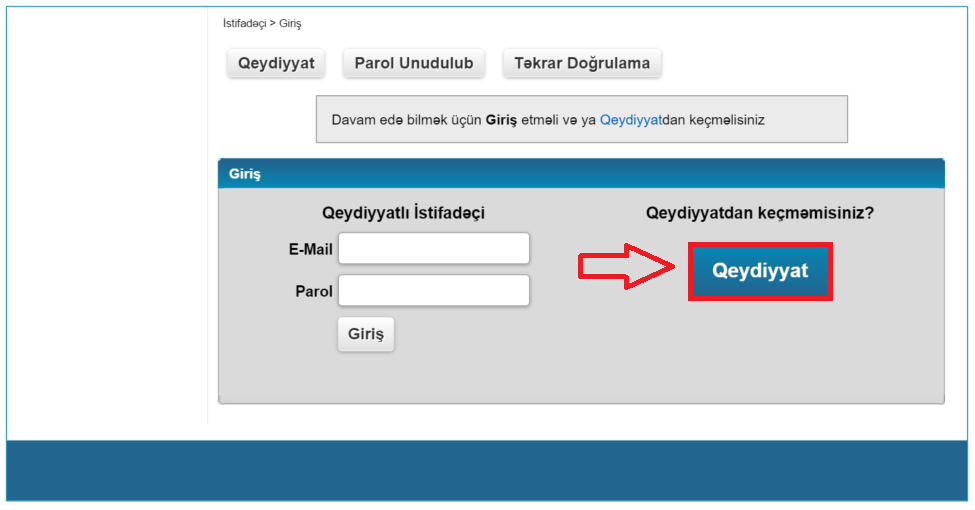 İstifadəçi > Giriş
Qeydiyyat Parol Unudulub Təkrar Doğrulama
Davam edə bilmək üçün Giriş etməli və ya Qeydiyyatdan keçməlisiniz
Giriş
Qeydiyyatlı İstifadəçi
E-Mail
Parol
Giriş
Qeydiyyatdan keçməmisiniz?
Qeydiyyat